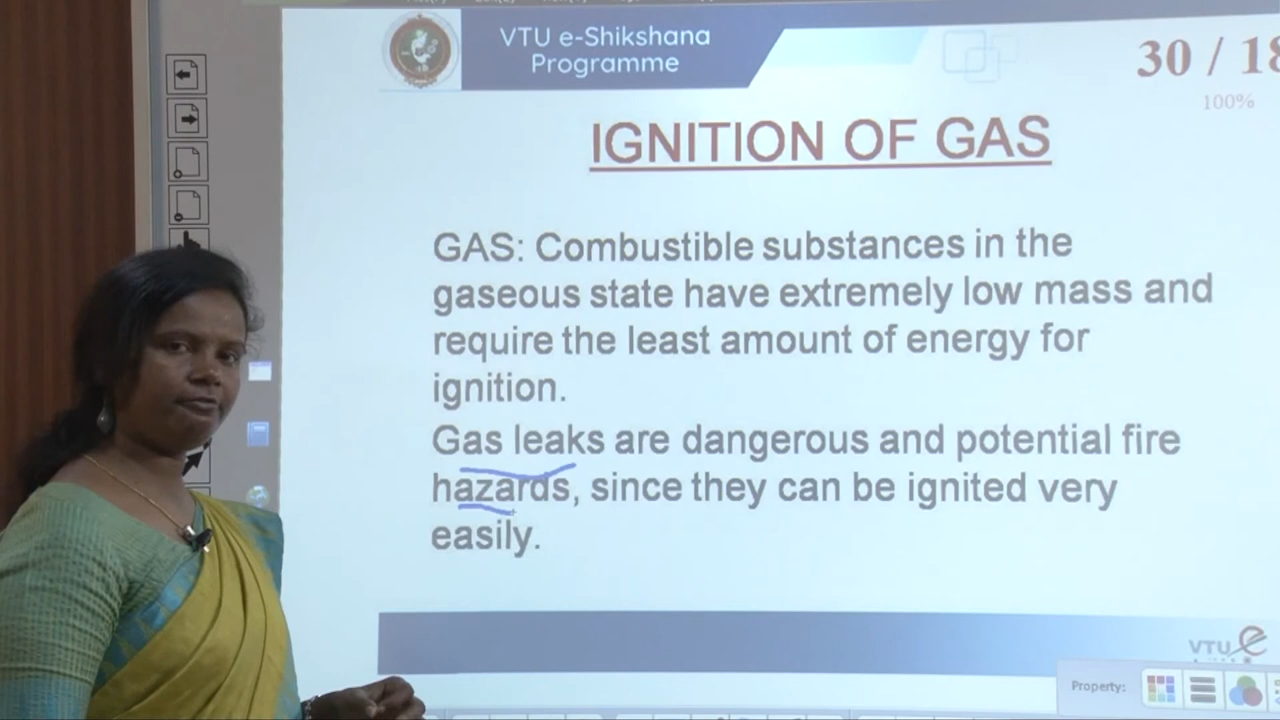 VTU e-Shikshana
Programme
30 / 18
100%
IGNITION OF GAS
GAS: Combustible substances in the
gaseous state have extremely low mass and
require the least amount of energy for
ignition.
Gas leaks are dangerous and potential fire
hazards, since they can be ignited very
easily.
VTU e
Property: